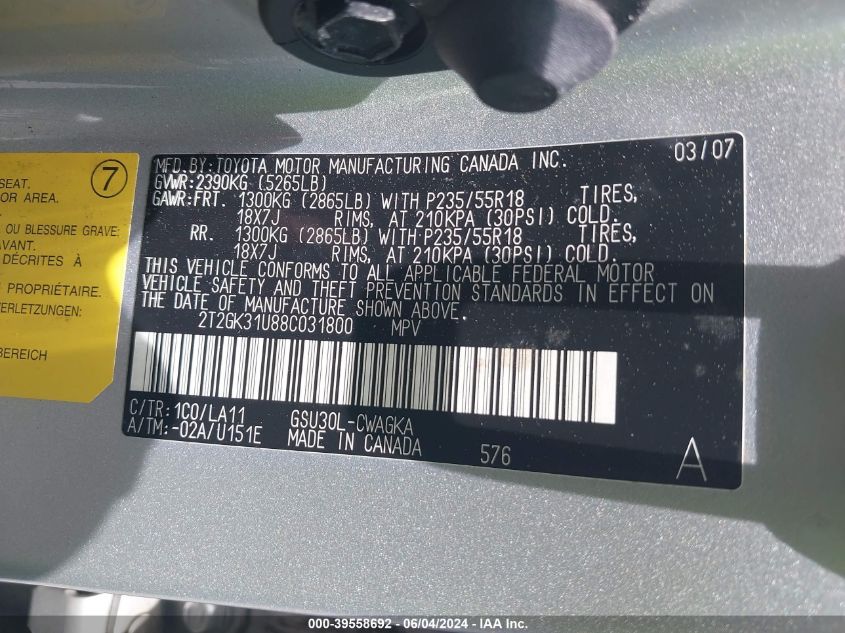 7
SEAT.
OR AREA.
OU BLESSURE GRAVE:
AVANT.
DÉCRITES À
PROPRIÉTAIRE.
VERLETZUNGEN:
BEREICH
MFD.BY:TOYOTA MOTOR MANUFACTURING CANADA INC. 03/07
GVWR:2390KG (5265LB)
GAWR:FRT. 1300KG (2865LB) WITH P235/55R18 TIRES,
18X7J RIMS, AT 210KPA (30PSI) COLD.
RR. 1300KG (2865LB) WITH P235/55R18 TIRES,
18X7J RIMS, AT 210KPA (30PSI) COLD.
THIS VEHICLE CONFORMS TO ALL APPLICABLE FEDERAL MOTOR
VEHICLE SAFETY AND THEFT PREVENTION STANDARDS IN EFFECT ON
THE DATE OF MANUFACTURE SHOWN ABOVE.
2T2GK31U88C031800 MPV
C/TR:1C0/LA11 GSU30L-CWAGKA
A/TM:-02A/U151E MADE IN CANADA 576 A
000-39558692 - 06/04/2024 - IAA Inc.